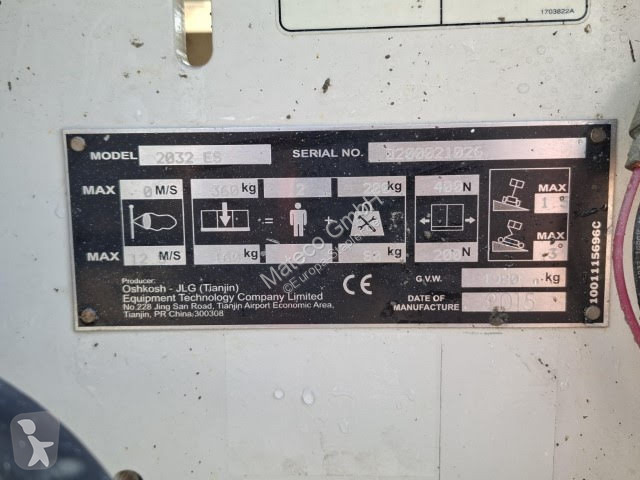 1703822A
MODEL 2032 ES SERIAL NO. 0200021026
MAX 0 M/S 360 kg 2 200 kg 400 N MAX
1.
=
+
MAX 12 M/S kg kg 200 N MAX
3°
Producer:
Oshkosh - JLG (Tianjin)
Equipment Technology Company Limited
No 228 Jing San Road, Tianjin Airport Economic Area,
Tianjin, PR China/300308
CE
G.V.W. kg
DATE OF
MANUFACTURE 2015
1001115696C
Mateco GmbH
©Europe